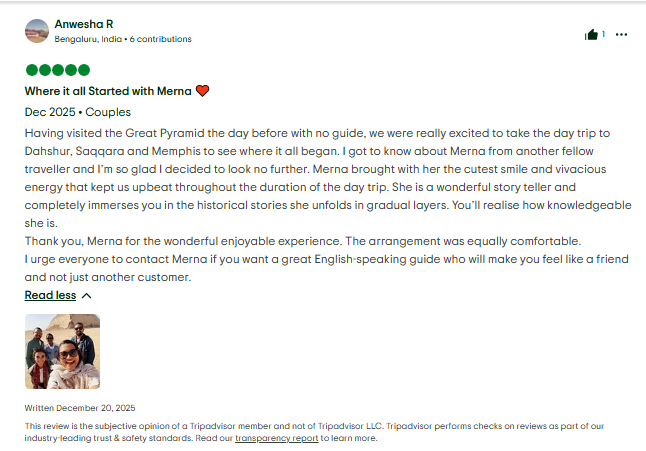 Anwesha R
Bengaluru, India • 6 contributions
1
Where it all Started with Merna ❤️
Dec 2025 • Couples
Having visited the Great Pyramid the day before with no guide, we were really excited to take the day trip to
Dahshur, Saqqara and Memphis to see where it all began. I got to know about Merna from another fellow
traveller and I'm so glad I decided to look no further. Merna brought with her the cutest smile and vivacious
energy that kept us upbeat throughout the duration of the day trip. She is a wonderful story teller and
completely immerses you in the historical stories she unfolds in gradual layers. You'll realise how knowledgeable
she is.
Thank you, Merna for the wonderful enjoyable experience. The arrangement was equally comfortable.
I urge everyone to contact Merna if you want a great English-speaking guide who will make you feel like a friend
and not just another customer.
Read less
Written December 20, 2025
This review is the subjective opinion of a Tripadvisor member and not of Tripadvisor LLC. Tripadvisor performs checks on reviews as part of our
industry-leading trust & safety standards. Read our transparency report to learn more.